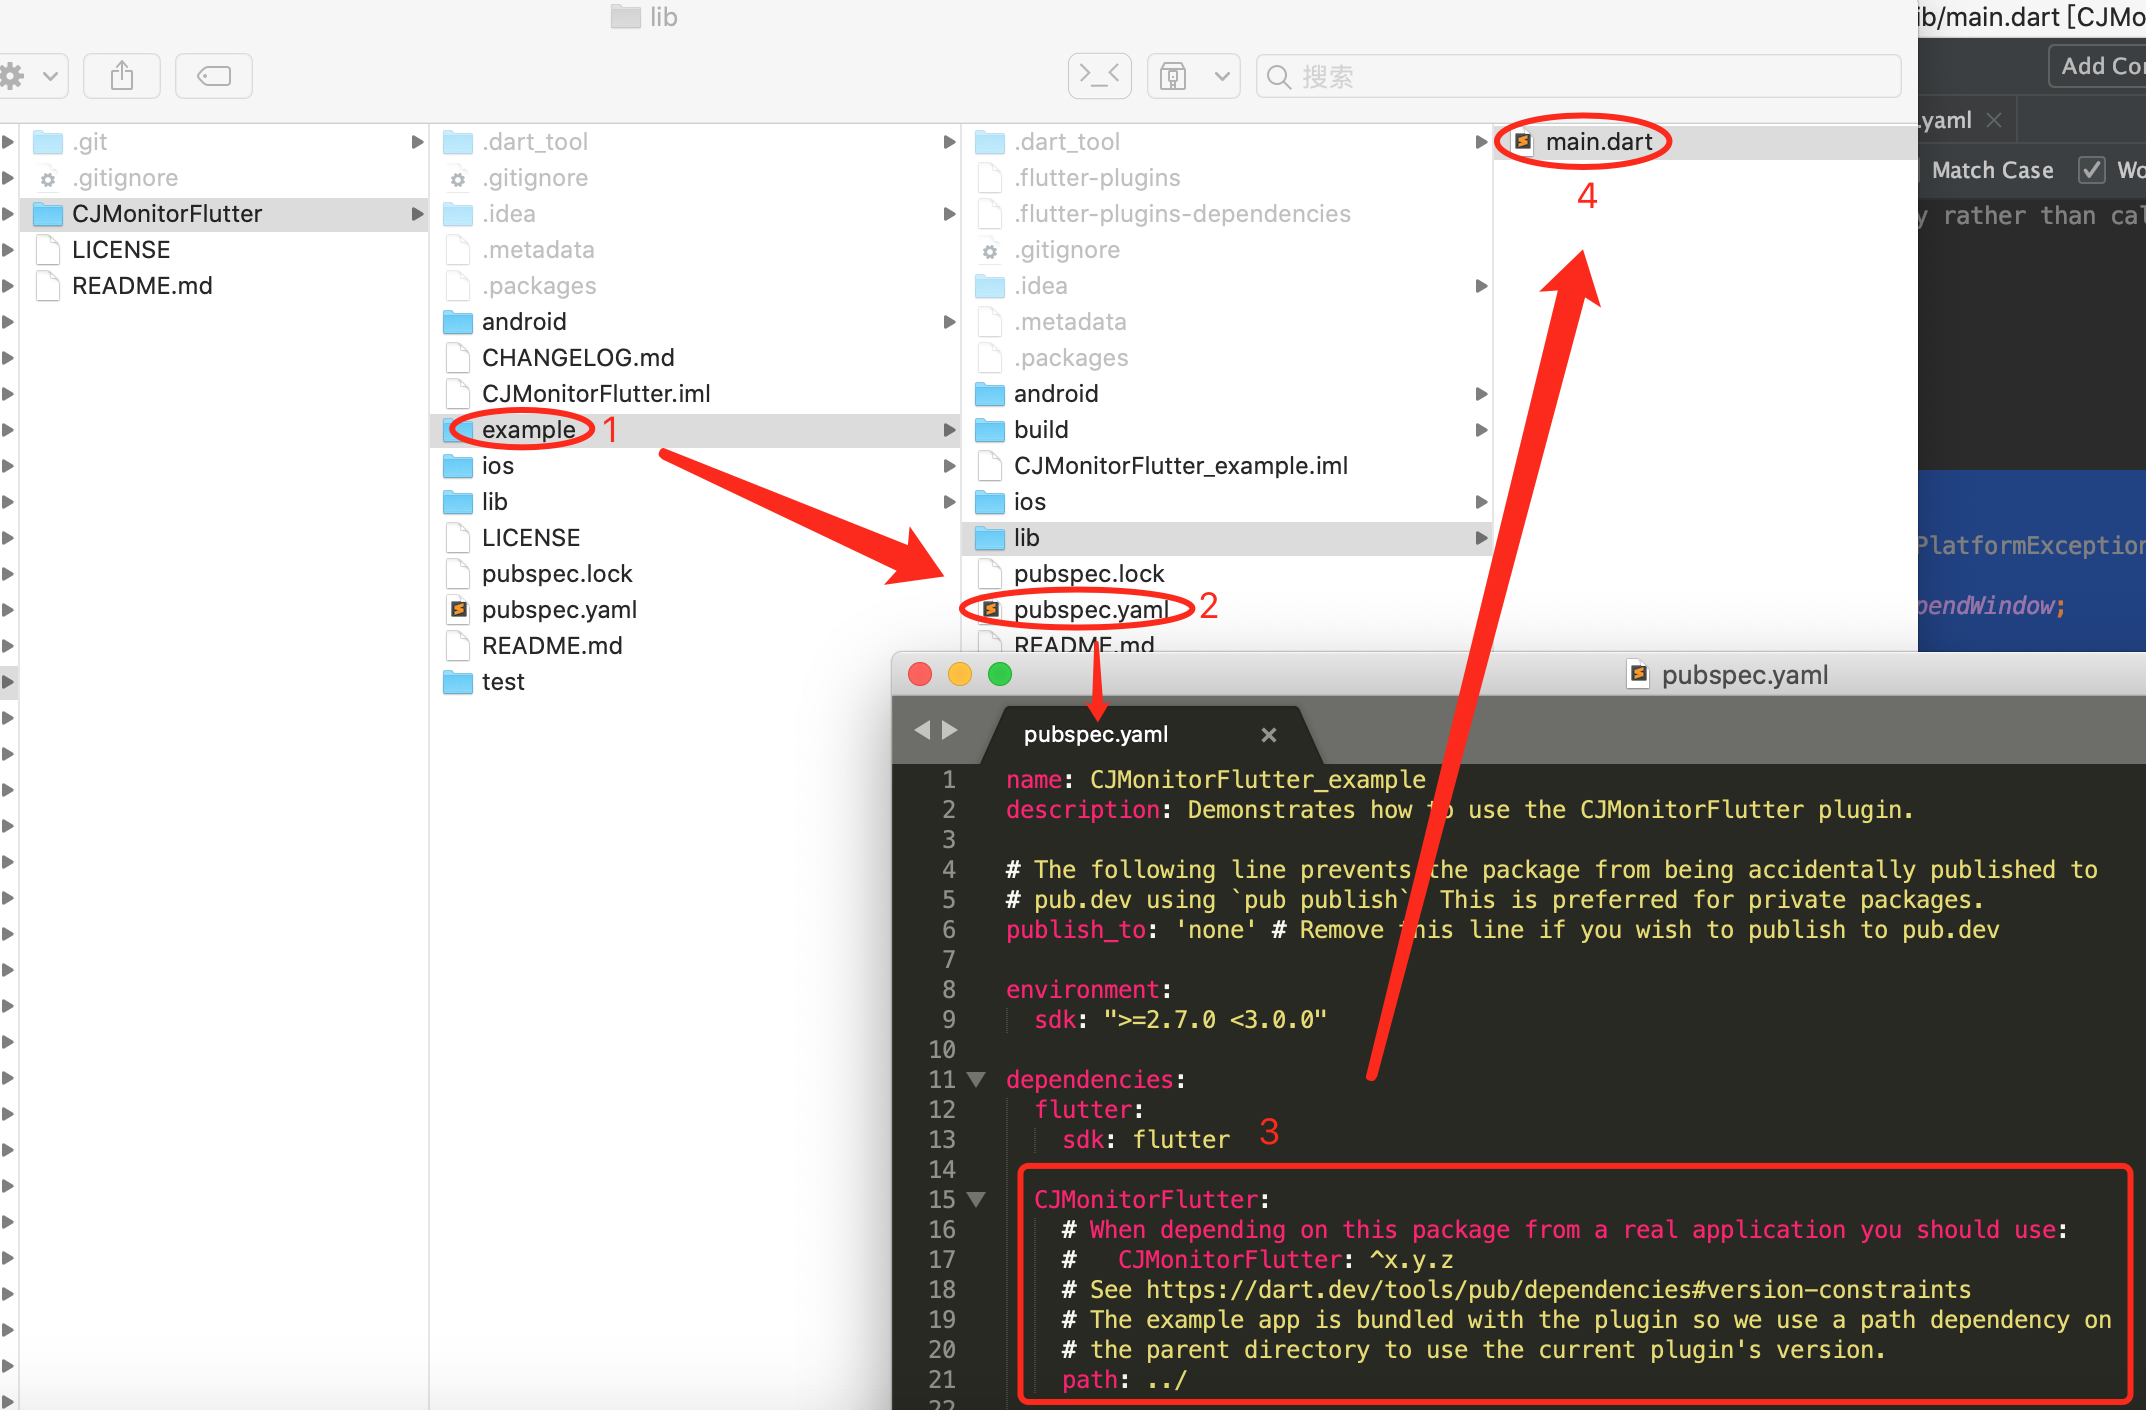 lib
ib/main.dart [CJMo
搜索
Add Con
.yaml
Match Case
Wo
y rather than cal
PlatformException
pendWindow;
.git
.gitignore
CJMonitorFlutter
LICENSE
README.md
.dart_tool
.gitignore
.idea
.metadata
.packages
android
CHANGELOG.md
CJMonitorFlutter.iml
example
1
ios
lib
LICENSE
pubspec.lock
pubspec.yaml
README.md
test
.dart_tool
.flutter-plugins
.flutter-plugins-dependencies
.gitignore
.idea
.metadata
.packages
android
build
CJMonitorFlutter_example.iml
ios
lib
pubspec.lock
pubspec.yaml
2
README.md
main.dart
4
pubspec.yaml
pubspec.yaml
1 name: CJMonitorFlutter_example
2 description: Demonstrates how to use the CJMonitorFlutter plugin.
3
4 # The following line prevents the package from being accidentally published to
5 # pub.dev using `pub publish`. This is preferred for private packages.
6 publish_to: 'none' # Remove this line if you wish to publish to pub.dev
7
8 environment:
9 sdk: ">=2.7.0 <3.0.0"
10
11 dependencies:
12 flutter:
13 sdk: flutter
3
14
15 CJMonitorFlutter:
16 # When depending on this package from a real application you should use:
17 # CJMonitorFlutter: ^x.y.z
18 # See https://dart.dev/tools/pub/dependencies#version-constraints
19 # The example app is bundled with the plugin so we use a path dependency on
20 # the parent directory to use the current plugin's version.
21 path: ../
22